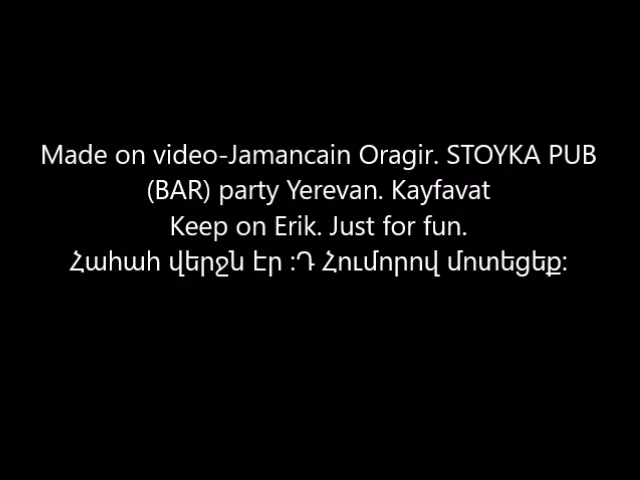 Made on video-Jamancain Oragir. STOYKA PUB
(BAR) party Yerevan. Kayfavat
Keep on Erik. Just for fun.
Հահահ վերջն էր :Դ Հումորով մոտեցեք: